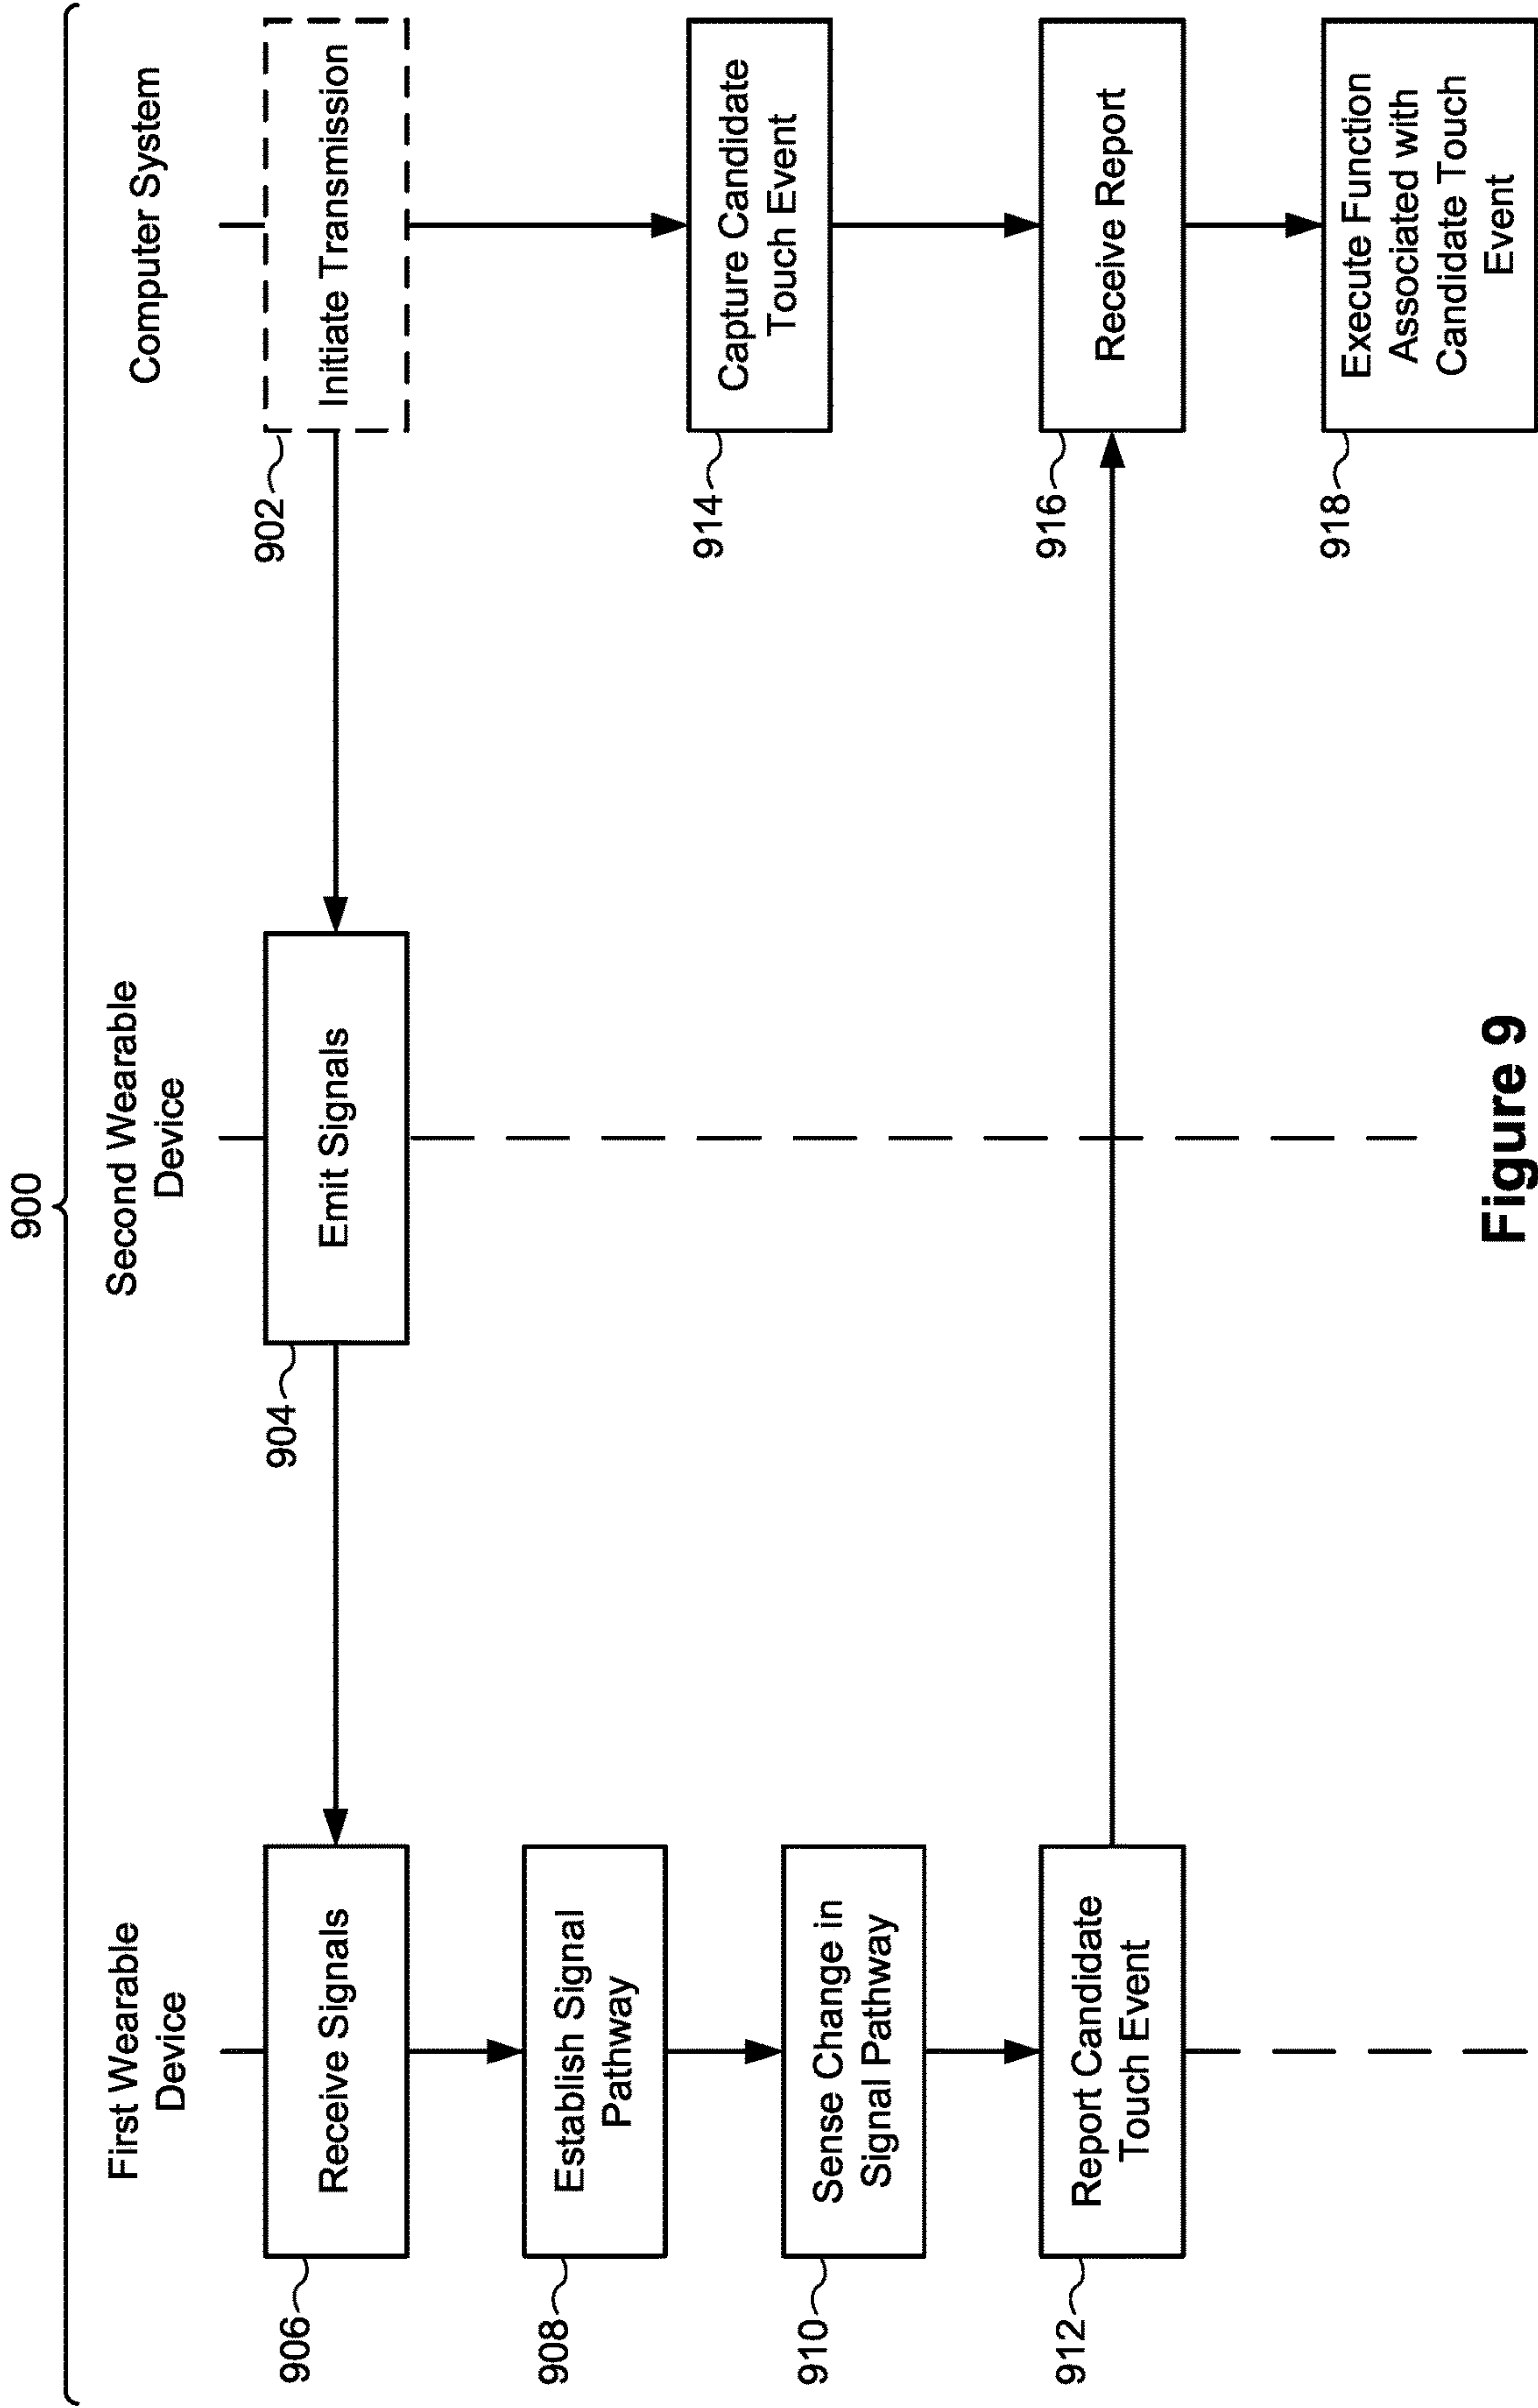 900
First Wearable
Device
Second Wearable
Device
Computer System
906
Receive Signals
904
Emit Signals
902
Initiate Transmission
908
Establish Signal
Pathway
910
Sense Change in
Signal Pathway
914
Capture Candidate
Touch Event
912
Report Candidate
Touch Event
916
Receive Report
918
Execute Function
Associated with
Candidate Touch
Event
Figure 9